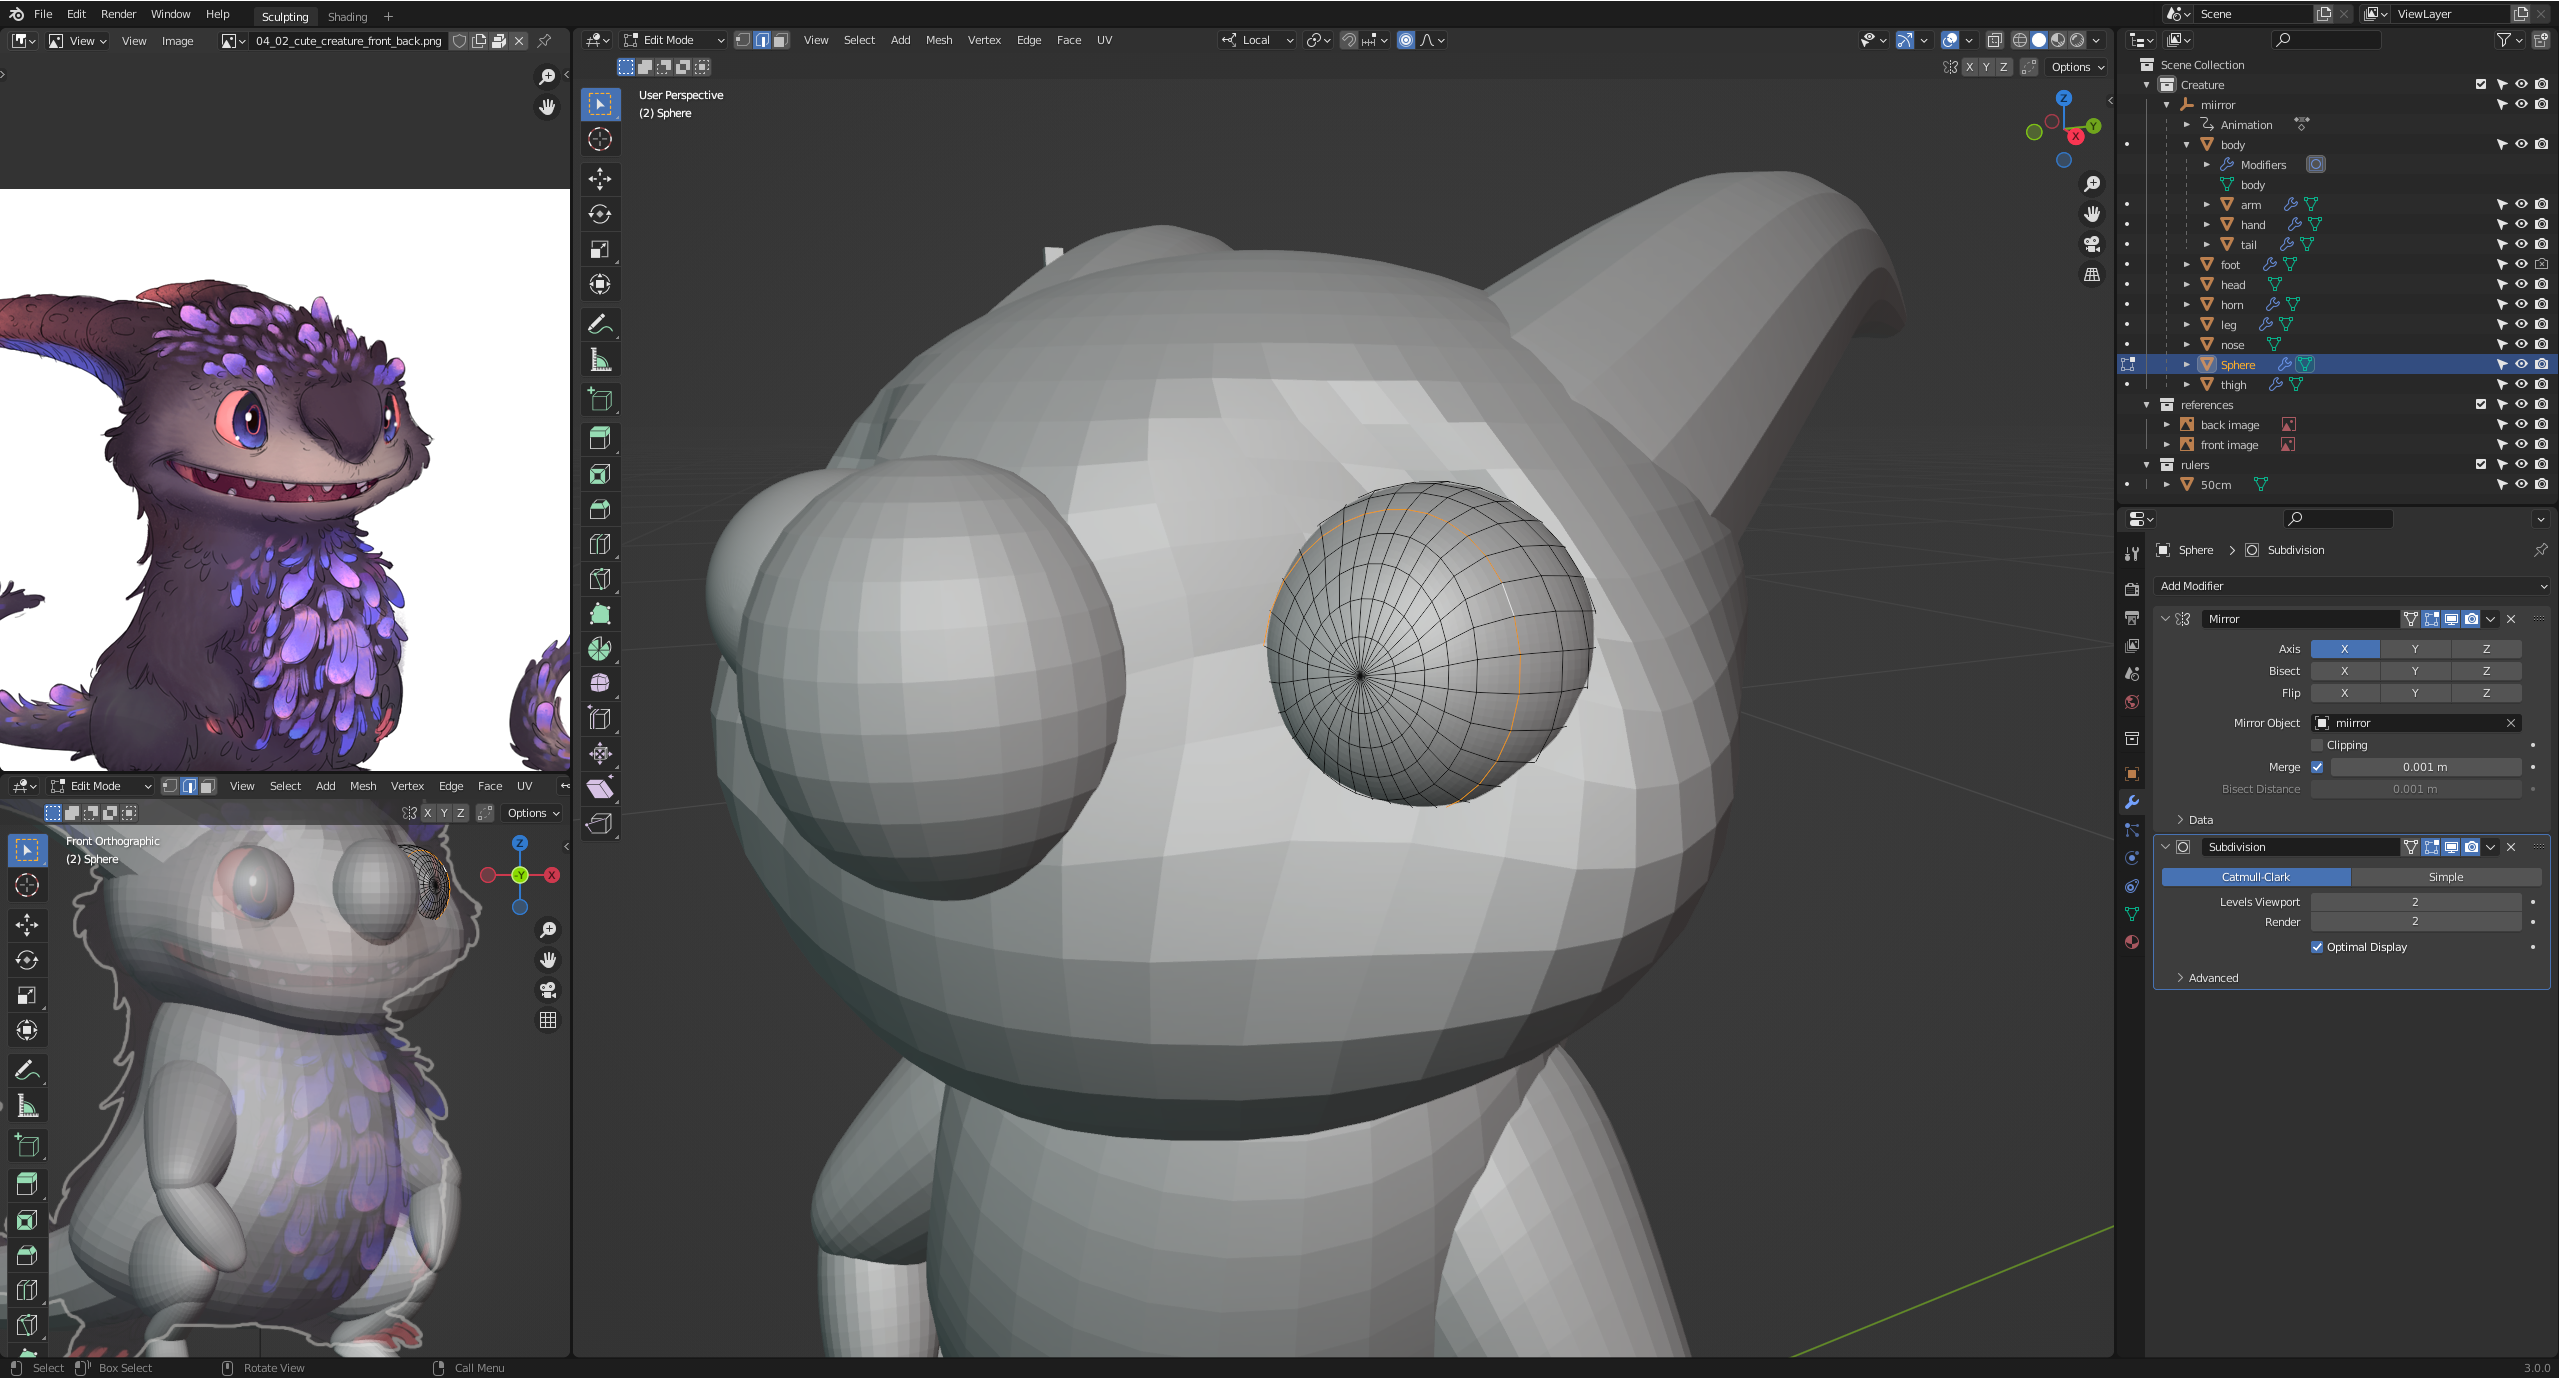 File Edit Render Window Help Sculpting Shading +
Scene ViewLayer
View View Image 04_02_cute_creature_front_back.png
Edit Mode View Select Add Mesh Vertex Edge Face UV Local
X Y Z Options
User Perspective
(2) Sphere
Z
Y
X
Scene Collection
Creature
miirror
Animation
body
Modifiers
body
arm
hand
tail
foot
head
horn
leg
nose
Sphere
thigh
references
back image
front image
rulers
50cm
Sphere > Subdivision
Add Modifier
Mirror
Axis X Y Z
Bisect X Y Z
Flip X Y Z
Mirror Object miirror
Clipping
Merge 0.001 m
Bisect Distance 0.001 m
Data
Subdivision
Catmull-Clark Simple
Levels Viewport 2
Render 2
Optimal Display
Advanced
Edit Mode View Select Add Mesh Vertex Edge Face UV
X Y Z Options
Front Orthographic
(2) Sphere
Z
-Y X
Select Box Select Rotate View Call Menu 3.0.0